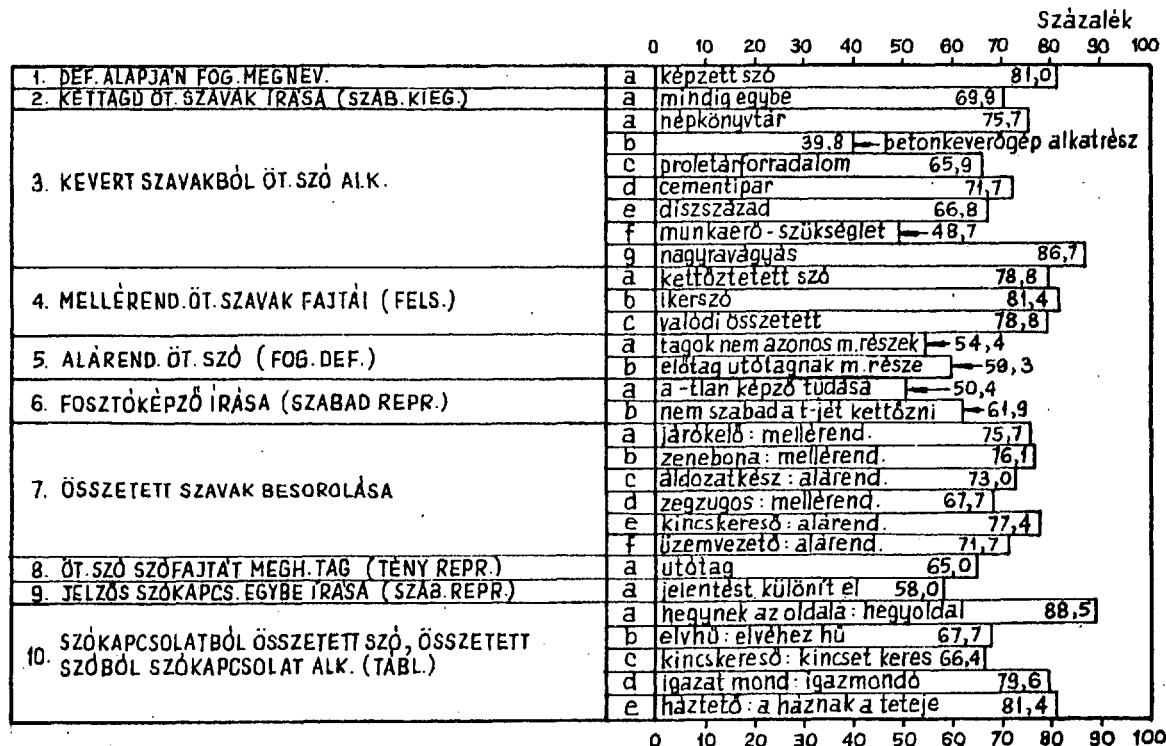 Százalék
0 10 20 30 40 50 60 70 80 90 100
1. DEF. ALAPJÁN FOG. MEGNEV. a képzett szó 81,0
2. KÉTTAGÚ ÖT. SZAVAK ÍRÁSA (SZAB. KIEG.) a mindig egybe 69,9
3. KEVERT SZAVAKBÓL ÖT. SZÓ ALK.
a népkönyvtár 75,7
b 39,8 betonkeverőgép alkatrész
c proletárforradalom 65,9
d cementipar 71,7
e díszszázad 66,8
f munkaerő-szükséglet 48,7
g nagyravágyás 86,7
4. MELLÉREND. ÖT. SZAVAK FAJTÁI (FELS.)
a kettőztetett szó 78,8
b ikerszó 81,4
c valódi összetett 78,8
5. ALÁREND. ÖT. SZÓ (FOG. DEF.)
a tagok nem azonos m. részek 54,4
b előtag utótagnak m. része 59,3
6. FOSZTÓKÉPZŐ ÍRÁSA (SZABAD REPR.)
a a -tlan képző tudása 50,4
b nem szabad a t-jét kettőzni 61,9
7. ÖSSZETETT SZAVAK BESOROLÁSA
a járókelő: mellérend. 75,7
b zenebona: mellérend. 76,1
c áldozatkész: alárend. 73,0
d zegzugos: mellérend. 67,7
e kincskereső: alárend. 77,4
f üzemvezető: alárend. 71,7
8. ÖT. SZÓ SZÓFAJTÁT MEGH. TAG (TÉNY REPR.) a utótag 65,0
9. JELZŐS SZÓKAPCS. EGYBE ÍRÁSA (SZAB. REPR.) a jelentést különít el 58,0
10. SZÓKAPCSOLATBÓL ÖSSZETETT SZÓ, ÖSSZETETT
SZÓBÓL SZÓKAPCSOLAT ALK. (TÁBL.)
a hegynek az oldala: hegyoldal 88,5
b elvhű: elvéhez hű 67,7
c kincskereső: kincset keres 66,4
d igazat mond: igazmondó 79,6
e háztető: a háznak a teteje 81,4
0 10 20 30 40 50 60 70 80 90 100